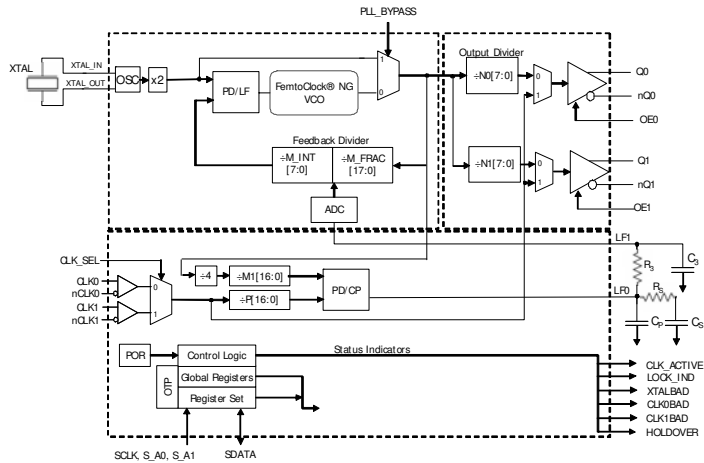 PLL_BYPASS
XTAL
XTAL_IN
XTAL_OUT
OSC
x2
PD/LF
FemtoClock® NG
VCO
1
0
Output Divider
÷N0[7:0]
0
1
Q0
nQ0
OE0
Feedback Divider
÷M_INT
[7:0]
÷M_FRAC
[17:0]
÷N1[7:0]
0
1
Q1
nQ1
OE1
ADC
LF1
CLK_SEL
CLK0
nCLK0
CLK1
nCLK1
0
1
÷4
÷M1[16:0]
÷P[16:0]
PD/CP
LF0
R3
C3
RS
CP
CS
POR
Control Logic
Status Indicators
OTP
Global Registers
Register Set
CLK_ACTIVE
LOCK_IND
XTALBAD
CLK0BAD
CLK1BAD
HOLDOVER
SCLK, S_A0, S_A1
SDATA